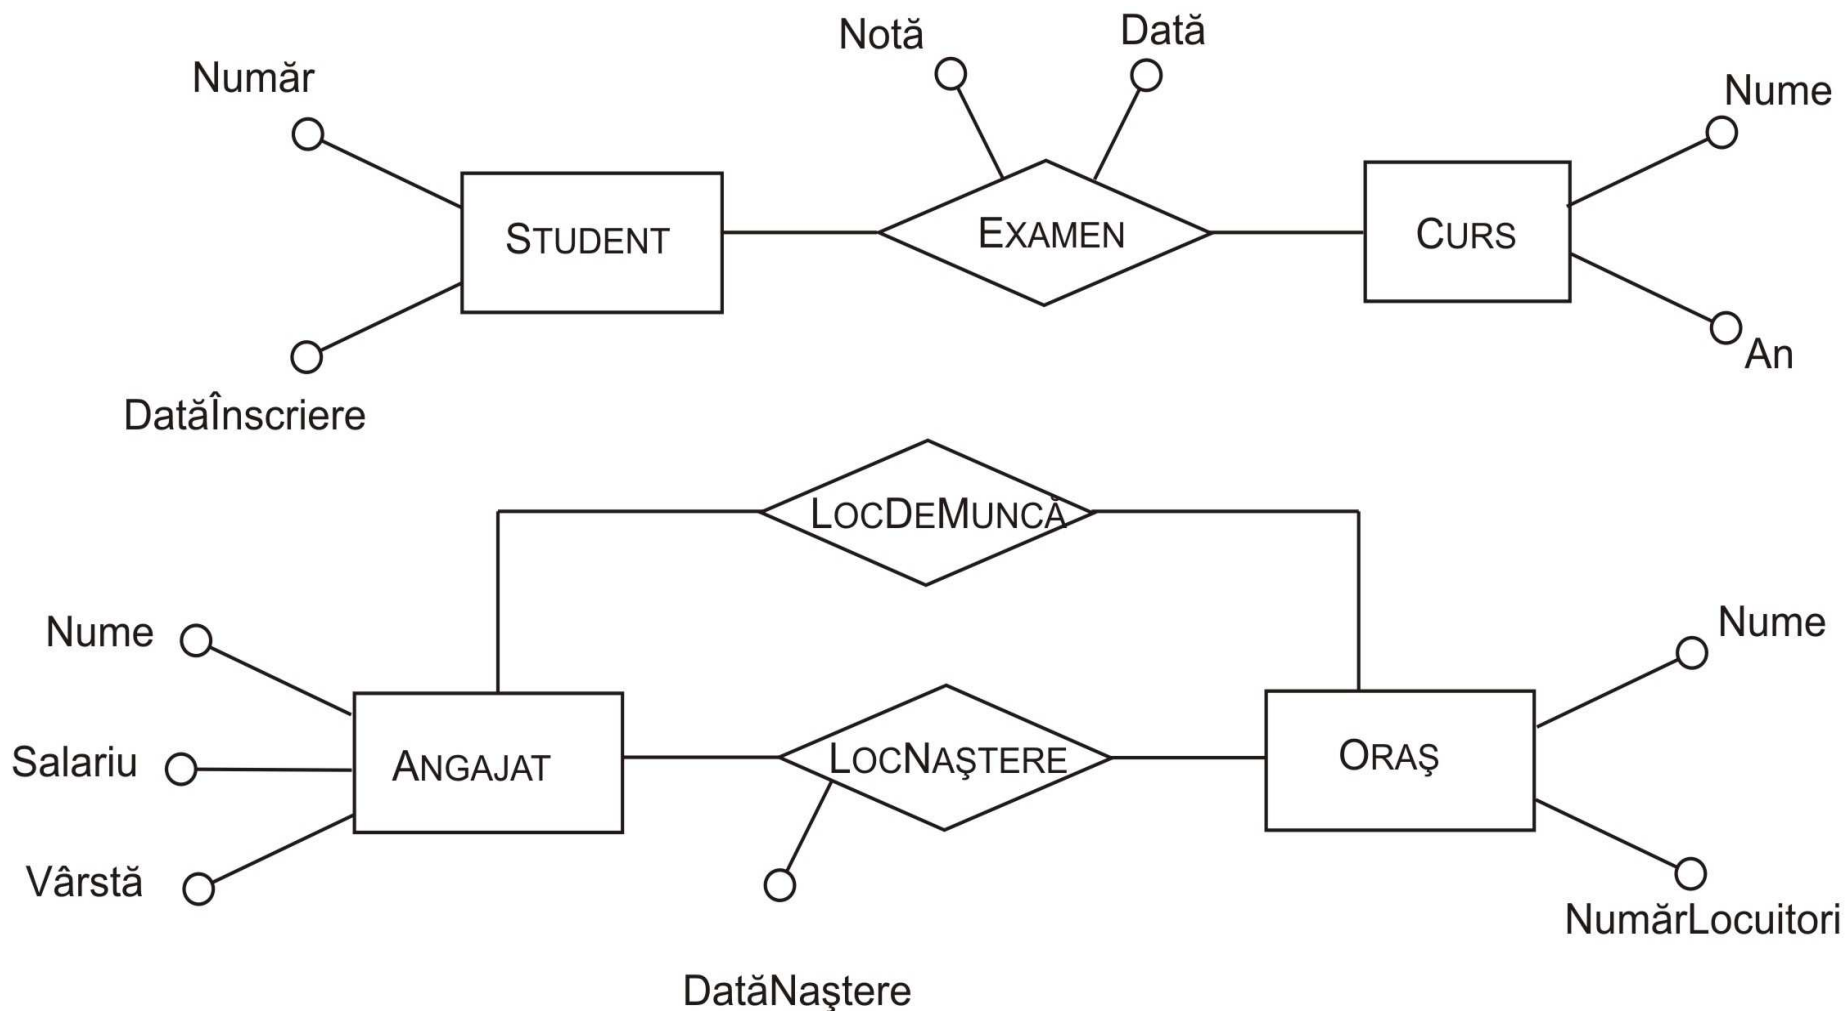 Notă
Dată
Număr
Nume
STUDENT
EXAMEN
CURS
An
DatăÎnscriere
LOCDEMUNCĂ
Nume
Nume
Salariu
ANGAJAT
LOCNAŞTERE
ORAŞ
Vârstă
NumărLocuitori
DatăNaştere